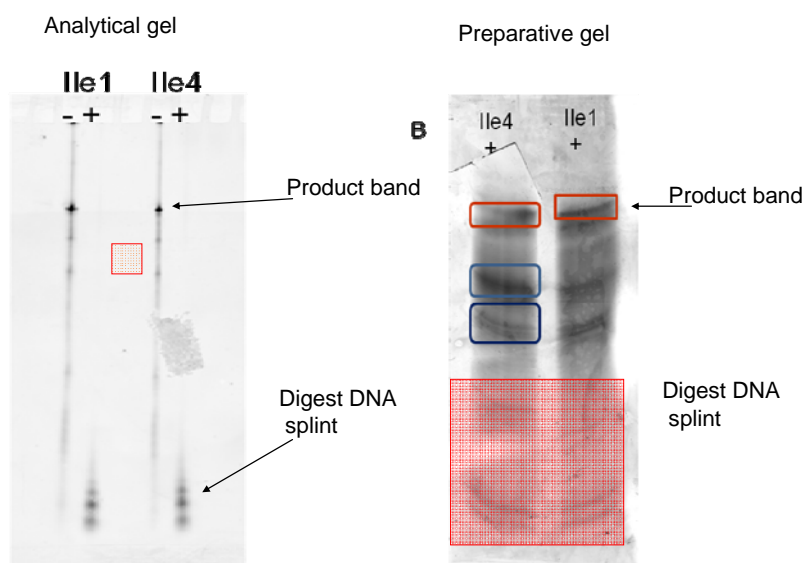 Analytical gel
Ile1 Ile4
- + - +
Product band
Digest DNA
splint
Preparative gel
B
Ile4 Ile1
+ +
Product band
Digest DNA
splint